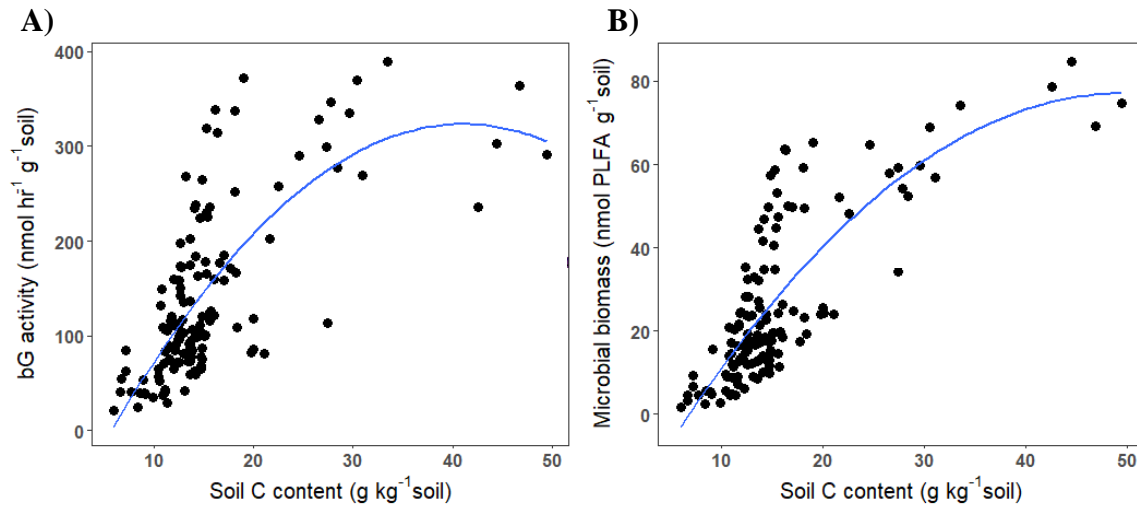 A)
bG activity (nmol hr⁻¹ g⁻¹soil)
400
300
200
100
0
10 20 30 40 50
Soil C content (g kg⁻¹soil)
B)
Microbial biomass (nmol PLFA g⁻¹soil)
80
60
40
20
0
10 20 30 40 50
Soil C content (g kg⁻¹soil)